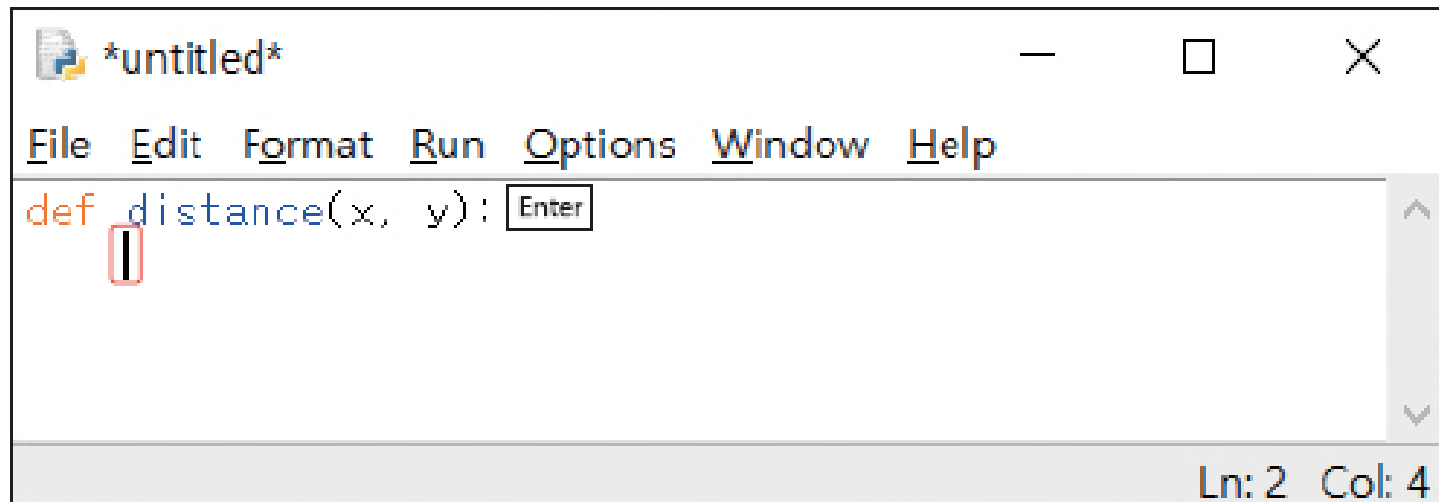 *untitled*
File Edit Format Run Options Window Help
def distance(x, y): Enter
Ln: 2 Col: 4